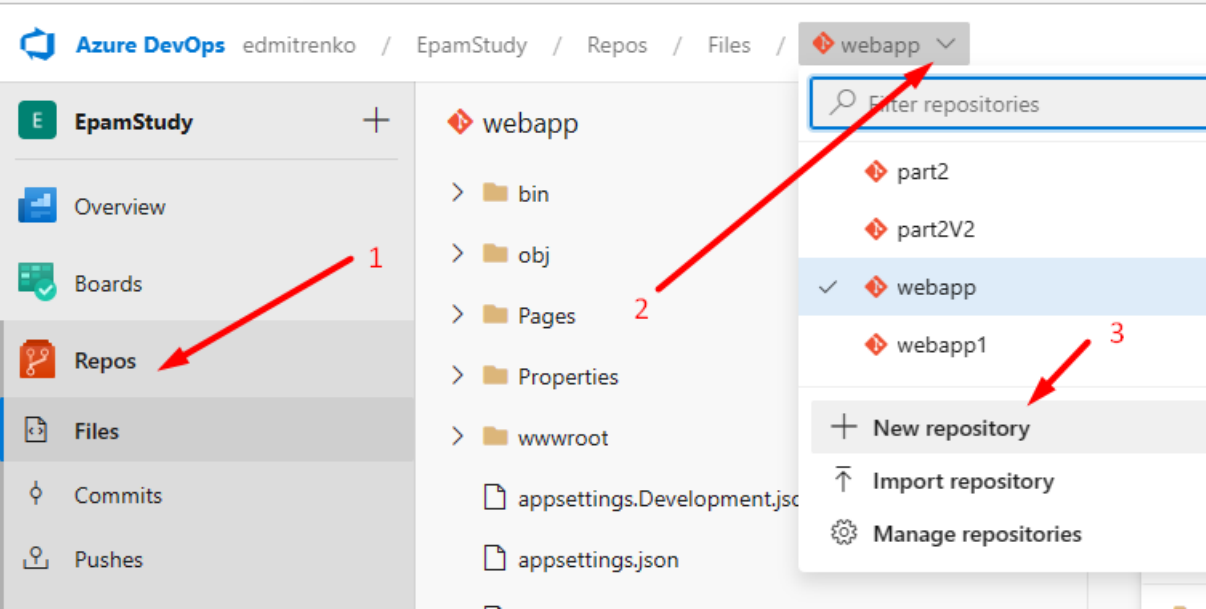 Azure DevOps edmitrenko / EpamStudy / Repos / Files / webapp
E EpamStudy
Overview
Boards
1
Repos
Files
Commits
Pushes
webapp
bin
obj
Pages
Properties
wwwroot
appsettings.Development.jso
appsettings.json
2
Filter repositories
part2
part2V2
webapp
webapp1
3
New repository
Import repository
Manage repositories